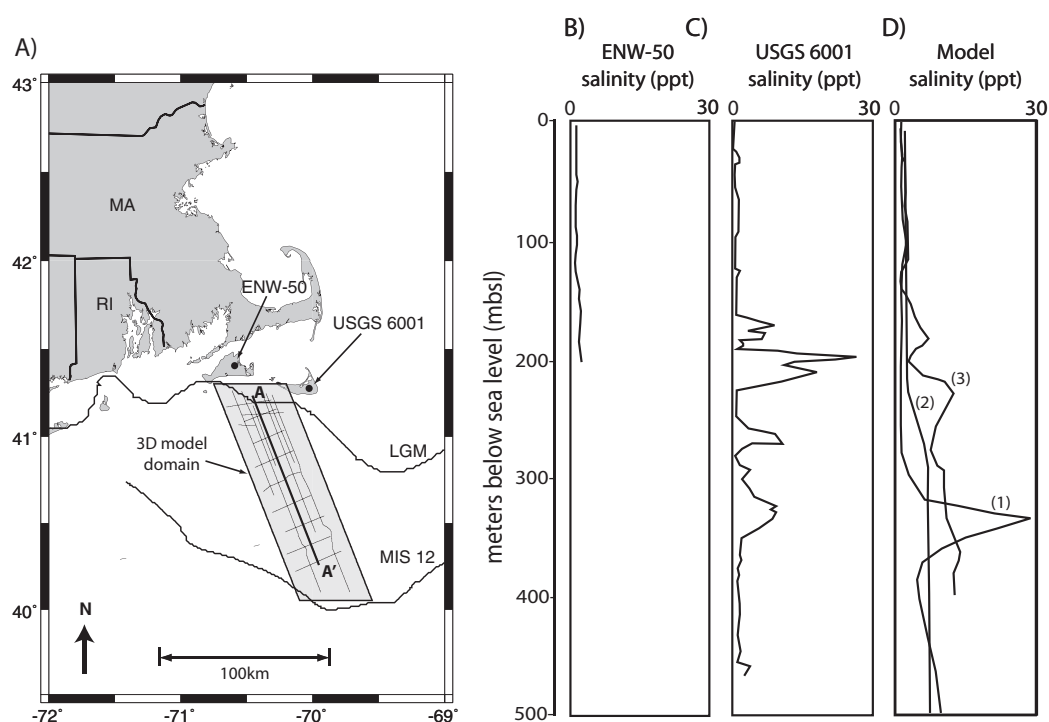 A)
43˚
42˚
41˚
40˚
-72˚
-71˚
-70˚
-69˚
MA
RI
ENW-50
USGS 6001
A
3D model
domain
LGM
MIS 12
A'
N
100km
B)
ENW-50
salinity (ppt)
0
30
C)
USGS 6001
salinity (ppt)
0
30
D)
Model
salinity (ppt)
0
30
meters below sea level (mbsl)
0
100
200
300
400
500
(3)
(2)
(1)